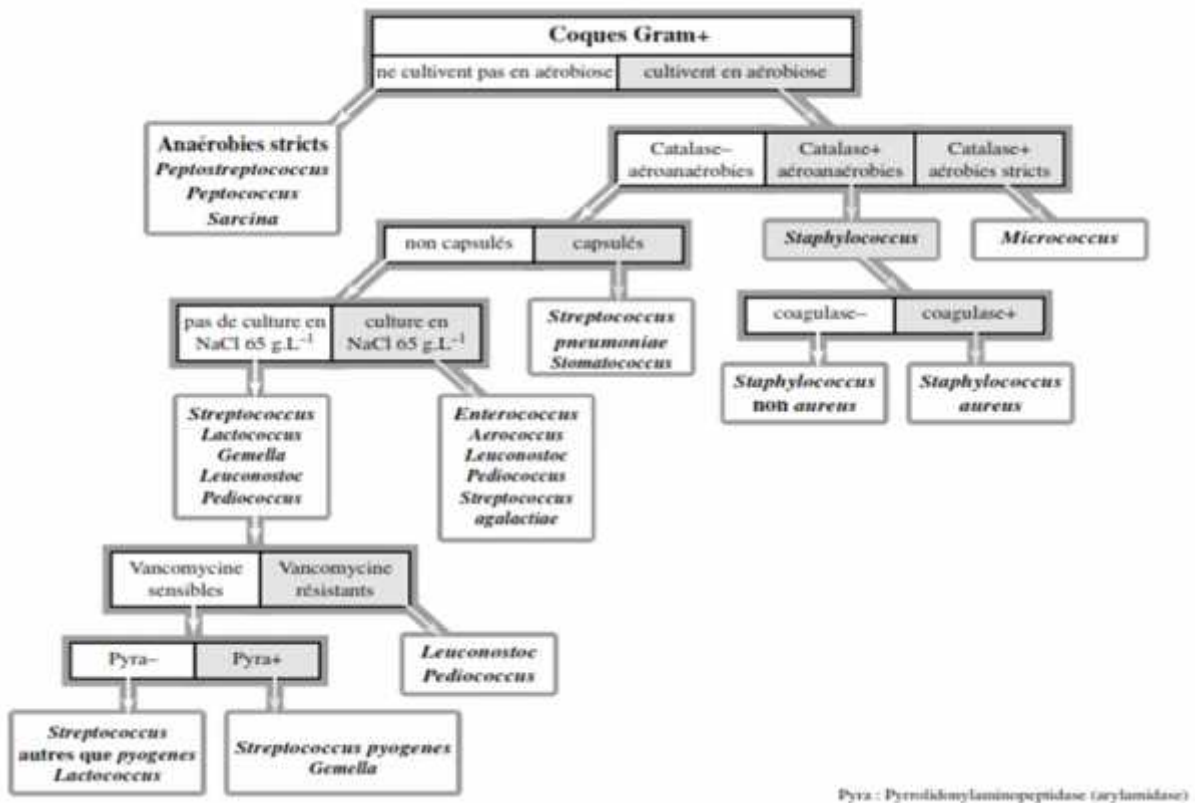 Coques Gram+
ne cultivent pas en aérobiose
cultivent en aérobiose
Anaérobies stricts
Peptostreptococcus
Peptococcus
Sarcina
Catalase–
aéroanaérobies
Catalase+
aéroanaérobies
Catalase+
aérobies stricts
non capsulés
capsulés
Staphylococcus
Micrococcus
pas de culture en
NaCl 65 g.L⁻¹
culture en
NaCl 65 g.L⁻¹
Streptococcus
pneumoniae
Stomatococcus
coagulase–
coagulase+
Staphylococcus
non aureus
Staphylococcus
aureus
Streptococcus
Lactococcus
Gemella
Leuconostoc
Pediococcus
Enterococcus
Aerococcus
Leuconostoc
Pediococcus
Streptococcus
agalactiae
Vancomycine
sensibles
Vancomycine
résistants
Pyra–
Pyra+
Leuconostoc
Pediococcus
Streptococcus
autres que pyogenes
Lactococcus
Streptococcus pyogenes
Gemella
Pyra : Pyrrolidonylaminopeptidase (arylamidase)